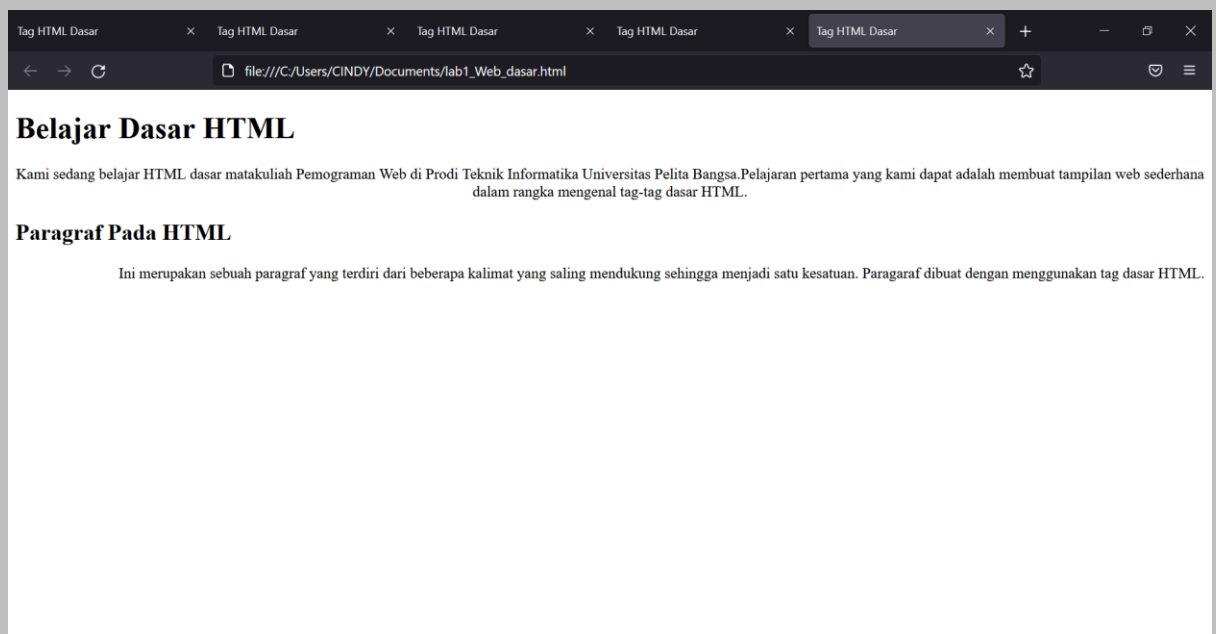 Tag HTML Dasar
Tag HTML Dasar
Tag HTML Dasar
Tag HTML Dasar
Tag HTML Dasar
file:///C:/Users/CINDY/Documents/lab1_Web_dasar.html
Belajar Dasar HTML
Kami sedang belajar HTML dasar matakuliah Pemograman Web di Prodi Teknik Informatika Universitas Pelita Bangsa.Pelajaran pertama yang kami dapat adalah membuat tampilan web sederhana
dalam rangka mengenal tag-tag dasar HTML.
Paragraf Pada HTML
Ini merupakan sebuah paragraf yang terdiri dari beberapa kalimat yang saling mendukung sehingga menjadi satu kesatuan. Paragaraf dibuat dengan menggunakan tag dasar HTML.